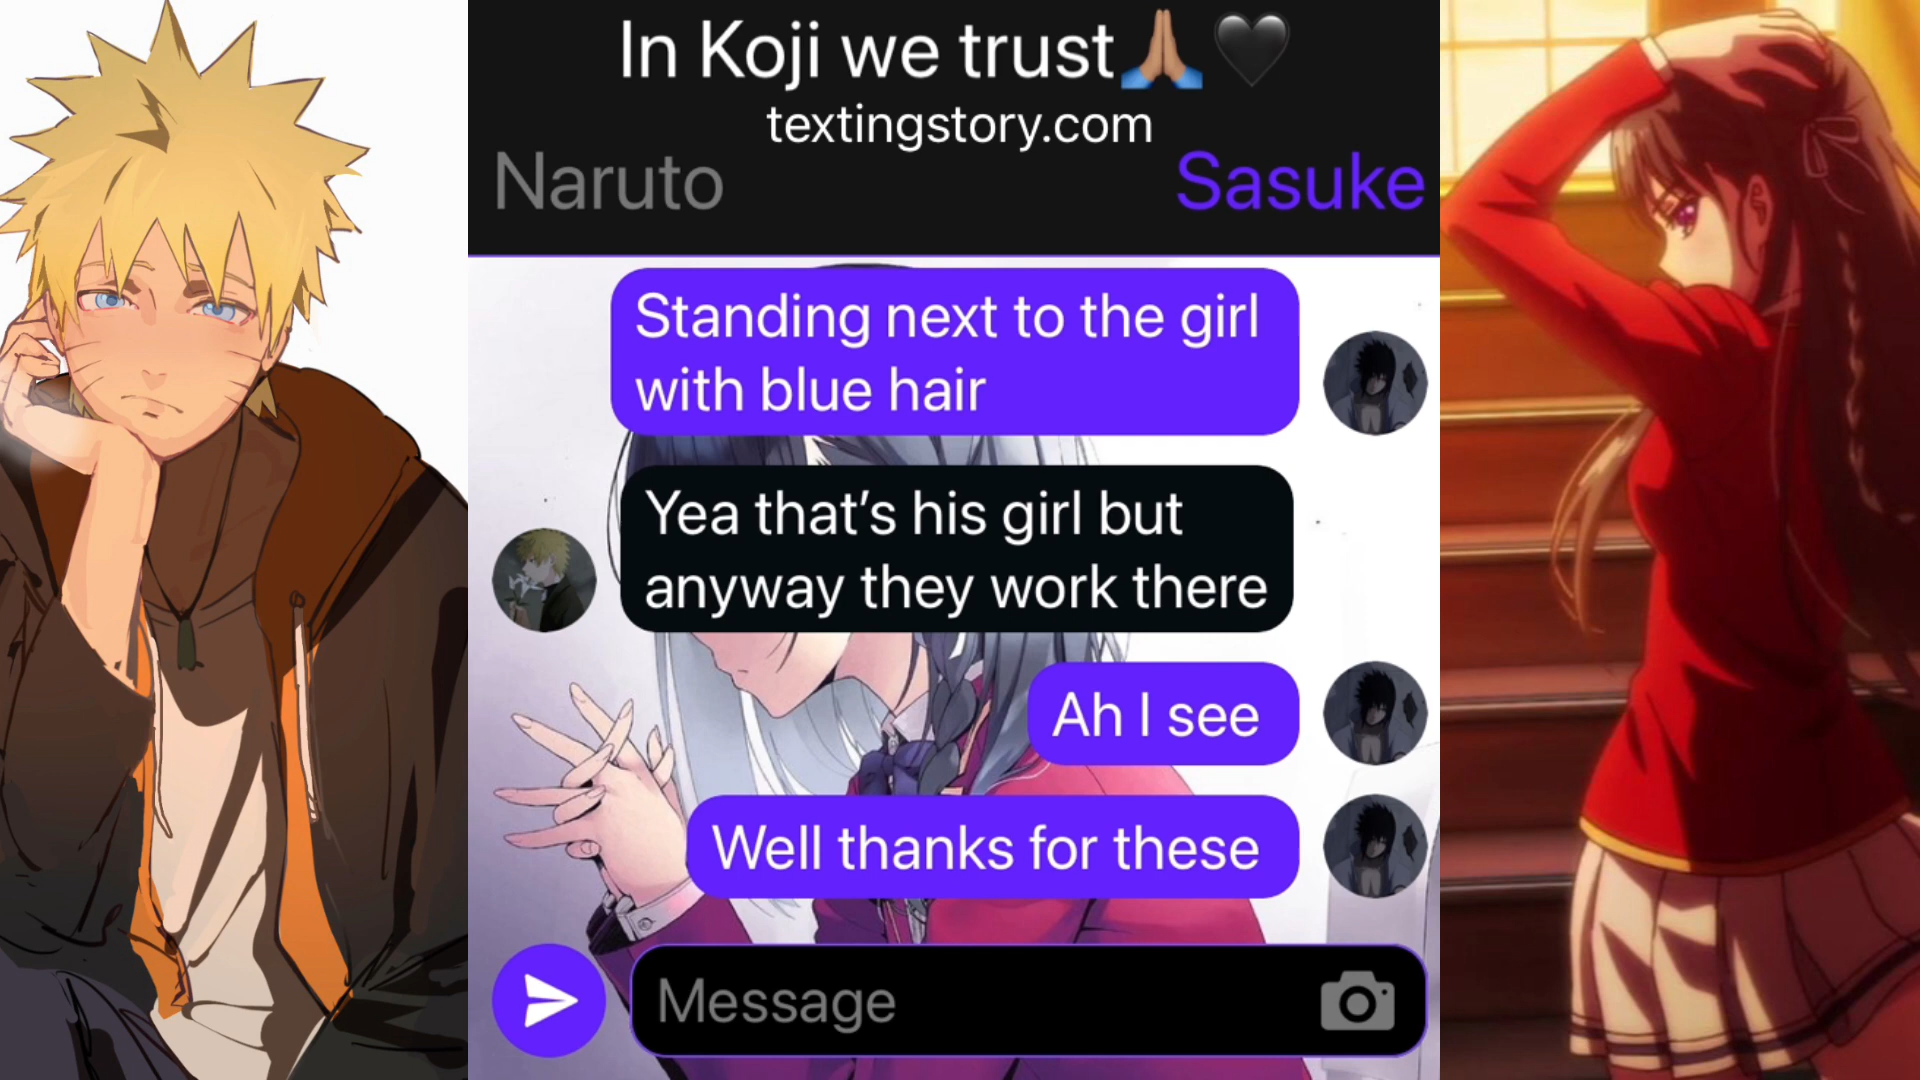 In Koji we trust🙏🏽🖤
textingstory.com
Naruto
Sasuke
Standing next to the girl
with blue hair
Yea that’s his girl but
anyway they work there
Ah I see
Well thanks for these
Message